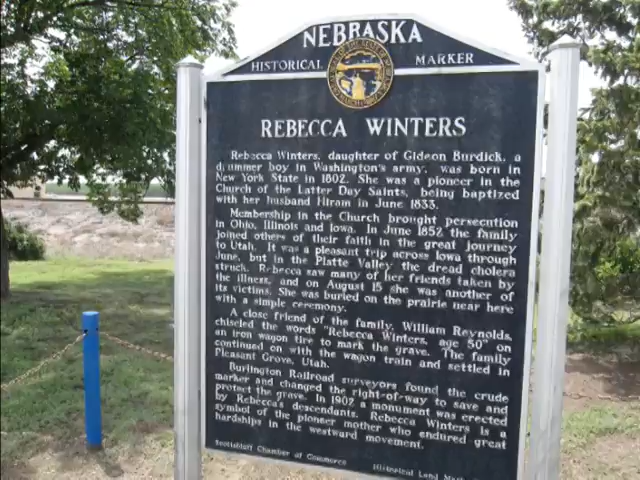 NEBRASKA
HISTORICAL MARKER
REBECCA WINTERS
Rebecca Winters, daughter of Gideon Burdick, a
drummer boy in Washington's army, was born in
New York State in 1802. She was a pioneer in the
Church of the Latter Day Saints, being baptized
with her husband Hiram in June 1833.
Membership in the Church brought persecution
in Ohio, Illinois and Iowa. In June 1852 the family
joined others of their faith in the great journey
to Utah. It was a pleasant trip across Iowa through
June, but in the Platte Valley the dread cholera
struck. Rebecca saw many of her friends taken by
the illness, and on August 15 she was another of
its victims. She was buried on the prairie near here
with a simple ceremony.
A close friend of the family, William Reynolds,
chiseled the words "Rebecca Winters, age 50" on
an iron wagon tire to mark the grave. The family
continued on with the wagon train and settled in
Pleasant Grove, Utah.
Burlington Railroad surveyors found the crude
marker and changed the right-of-way to save and
protect the grave. In 1902 a monument was erected
by Rebecca's descendants. Rebecca Winters is a
symbol of the pioneer mother who endured great
hardships in the westward movement.
Scottsbluff Chamber of Commerce
Historical Land